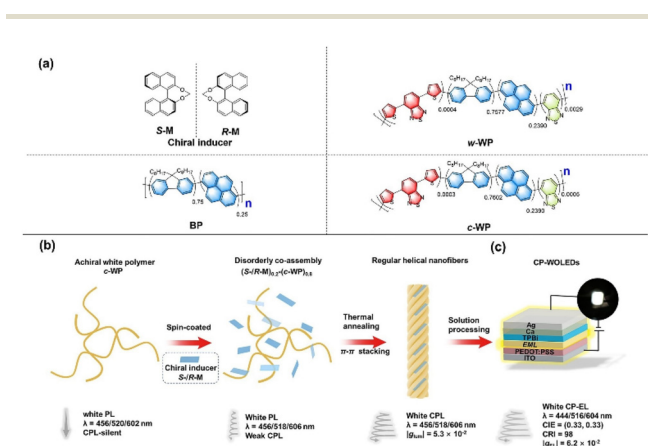 (a)
S-M
R-M
Chiral inducer
C₈H₁₇ C₈H₁₇
0.0004
0.7577
0.2390
0.0029
n
w-WP
C₈H₁₇ C₈H₁₇
0.75
0.25
n
BP
C₈H₁₇ C₈H₁₇
0.0003
0.7602
0.2390
0.0006
n
c-WP
(b)
Achiral white polymer
c-WP
Spin-coated
Chiral inducer
S-/R-M
Disorderly co-assembly
(S-/R-M)₀.₂-(c-WP)₀.₈
Thermal
annealing
π-π stacking
Regular helical nanofibers
Solution
processing
(c)
CP-WOLEDs
Ag
Ca
TPBi
EML
PEDOT:PSS
ITO
white PL
λ = 456/520/602 nm
CPL-silent
white PL
λ = 456/518/606 nm
Weak CPL
White CPL
λ = 456/518/606 nm
|gₗᵤₘ| = 5.3 × 10⁻²
White CP-EL
λ = 444/516/604 nm
CIE = (0.33, 0.33)
CRI = 98
|g_EL| = 6.2 × 10⁻²